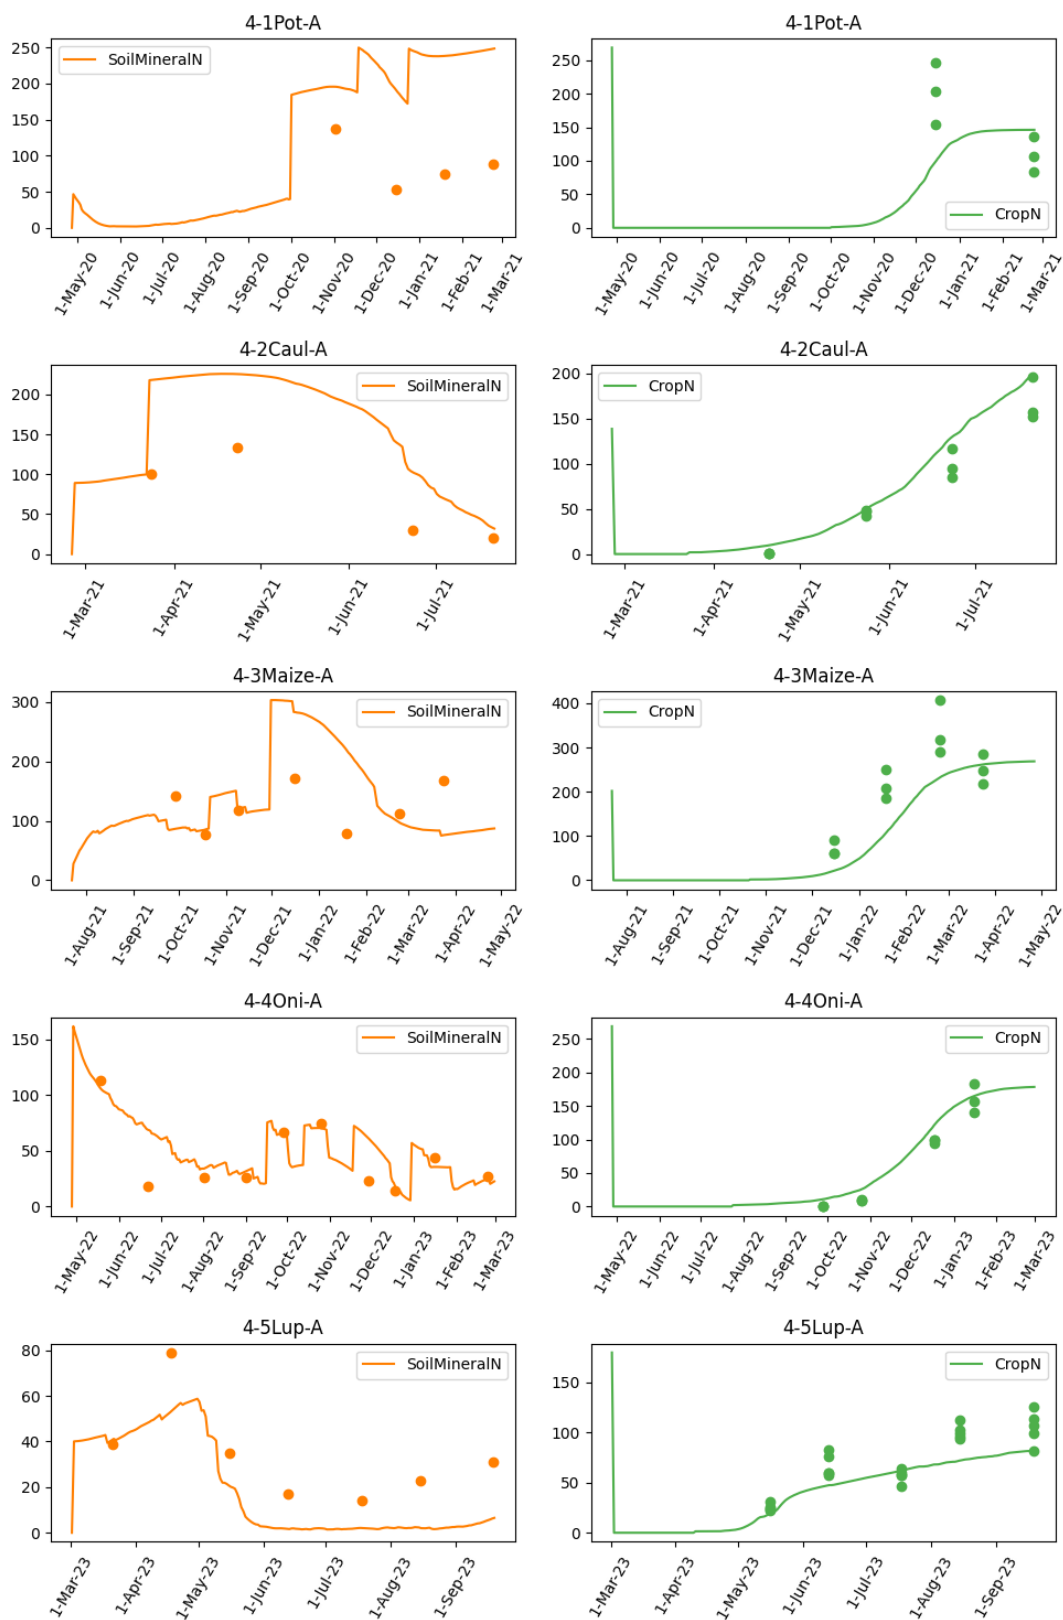 4-1Pot-A
SoilMineralN
250
200
150
100
50
0
1-May-20
1-Jun-20
1-Jul-20
1-Aug-20
1-Sep-20
1-Oct-20
1-Nov-20
1-Dec-20
1-Jan-21
1-Feb-21
1-Mar-21
4-1Pot-A
CropN
250
200
150
100
50
0
1-May-20
1-Jun-20
1-Jul-20
1-Aug-20
1-Sep-20
1-Oct-20
1-Nov-20
1-Dec-20
1-Jan-21
1-Feb-21
1-Mar-21
4-2Caul-A
SoilMineralN
200
150
100
50
0
1-Mar-21
1-Apr-21
1-May-21
1-Jun-21
1-Jul-21
4-2Caul-A
CropN
200
150
100
50
0
1-Mar-21
1-Apr-21
1-May-21
1-Jun-21
1-Jul-21
4-3Maize-A
SoilMineralN
300
200
100
0
1-Aug-21
1-Sep-21
1-Oct-21
1-Nov-21
1-Dec-21
1-Jan-22
1-Feb-22
1-Mar-22
1-Apr-22
1-May-22
4-3Maize-A
CropN
400
300
200
100
0
1-Aug-21
1-Sep-21
1-Oct-21
1-Nov-21
1-Dec-21
1-Jan-22
1-Feb-22
1-Mar-22
1-Apr-22
1-May-22
4-4Oni-A
SoilMineralN
150
100
50
0
1-May-22
1-Jun-22
1-Jul-22
1-Aug-22
1-Sep-22
1-Oct-22
1-Nov-22
1-Dec-22
1-Jan-23
1-Feb-23
1-Mar-23
4-4Oni-A
CropN
250
200
150
100
50
0
1-May-22
1-Jun-22
1-Jul-22
1-Aug-22
1-Sep-22
1-Oct-22
1-Nov-22
1-Dec-22
1-Jan-23
1-Feb-23
1-Mar-23
4-5Lup-A
SoilMineralN
80
60
40
20
0
1-Mar-23
1-Apr-23
1-May-23
1-Jun-23
1-Jul-23
1-Aug-23
1-Sep-23
4-5Lup-A
CropN
150
100
50
0
1-Mar-23
1-Apr-23
1-May-23
1-Jun-23
1-Jul-23
1-Aug-23
1-Sep-23